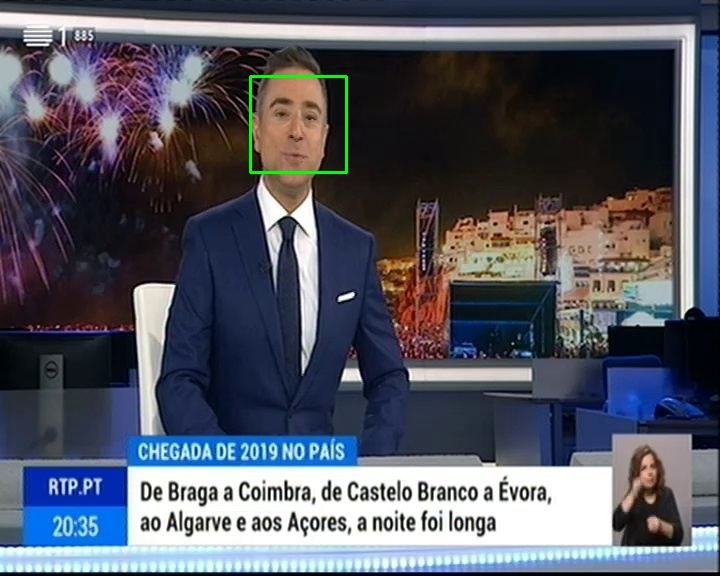 1 885
CHEGADA DE 2019 NO PAÍS
RTP.PT
De Braga a Coimbra, de Castelo Branco a Évora,
20:35
ao Algarve e aos Açores, a noite foi longa